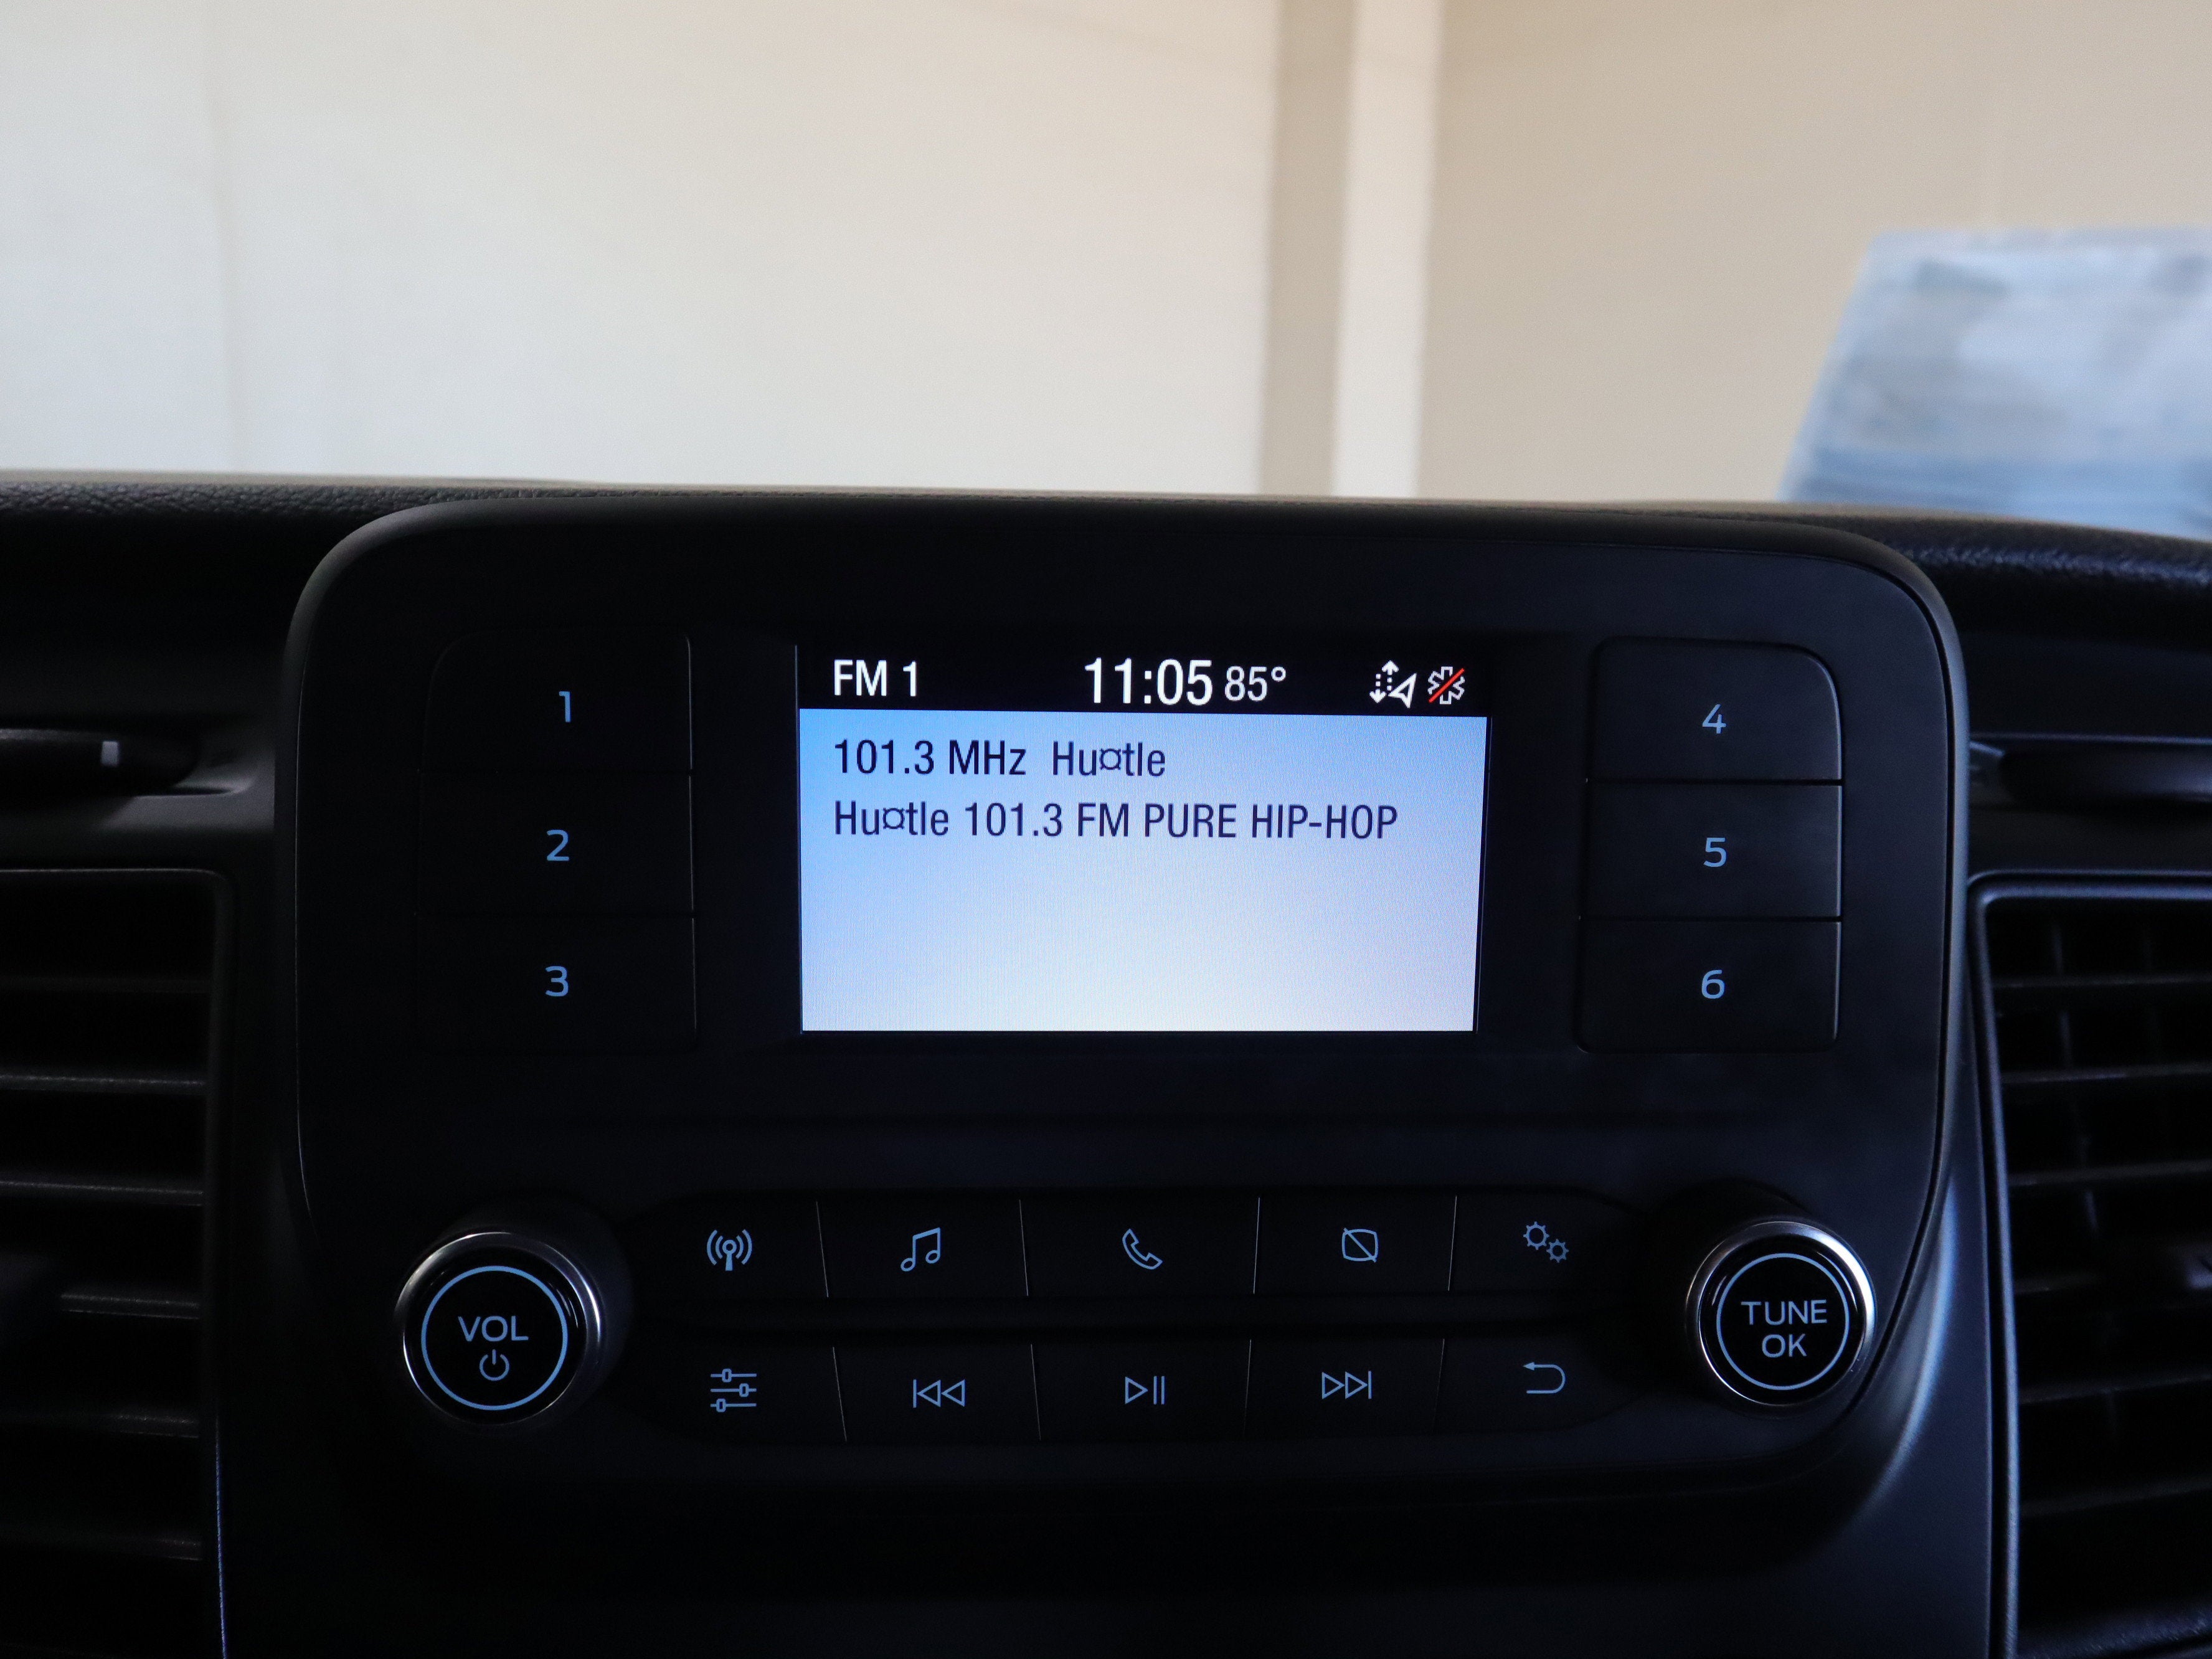 FM 1 11:05 85°
101.3 MHz Hu¤tle
Hu¤tle 101.3 FM PURE HIP-HOP
1
2
3
4
5
6
VOL
TUNE
OK